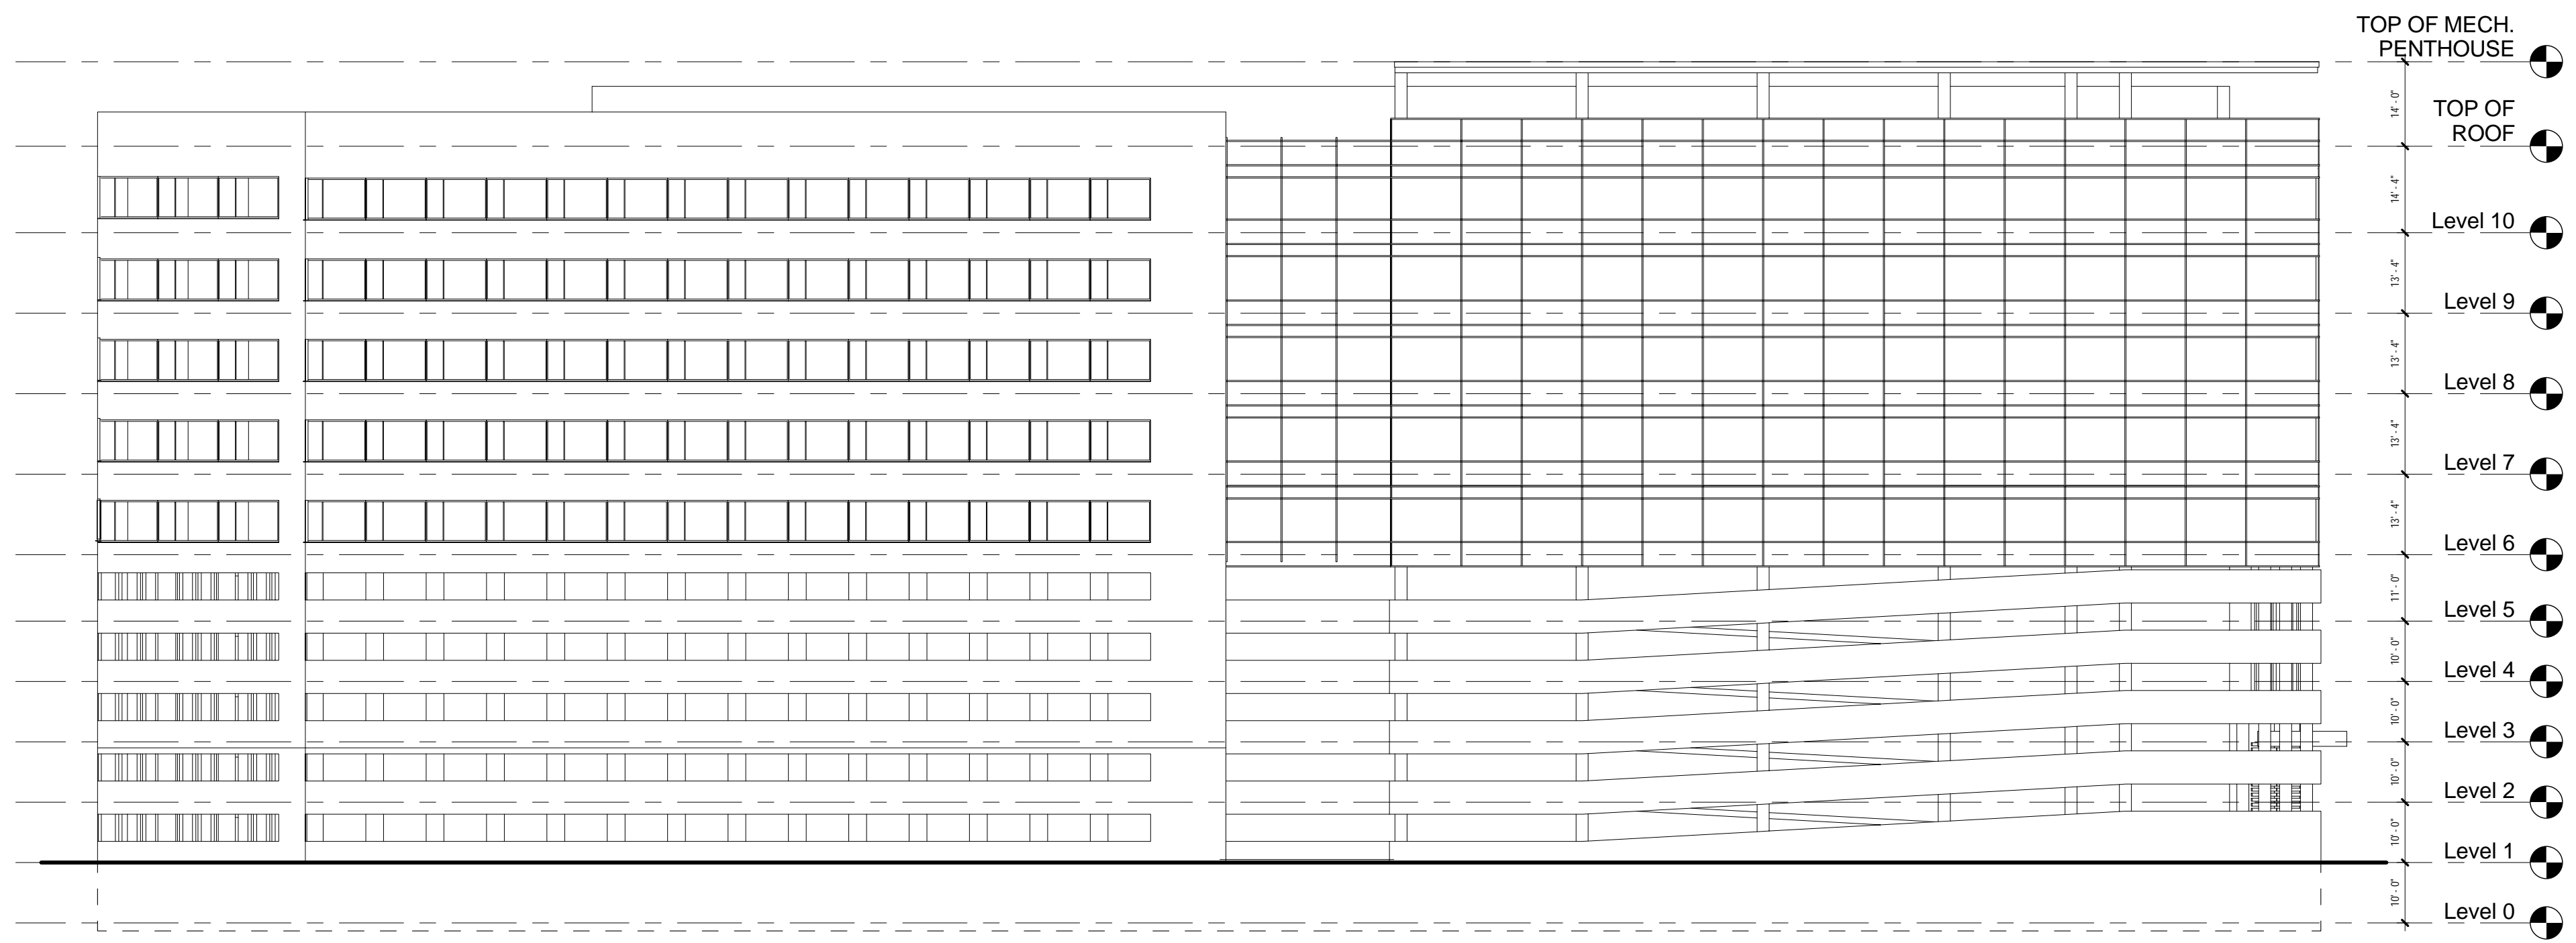 TOP OF MECH.
PENTHOUSE
14' - 0"
TOP OF
ROOF
14' - 4"
Level 10
13' - 4"
Level 9
13' - 4"
Level 8
13' - 4"
Level 7
13' - 4"
Level 6
11' - 0"
Level 5
10' - 0"
Level 4
10' - 0"
Level 3
10' - 0"
Level 2
10' - 0"
Level 1
10' - 0"
Level 0